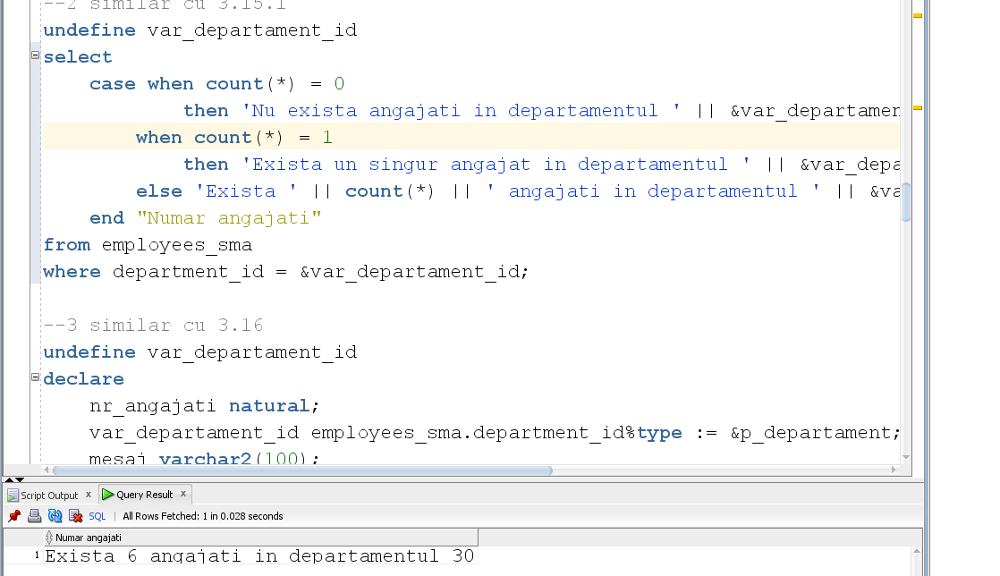 --2 similar cu 3.15.1
undefine var_departament_id
select
case when count(*) = 0
then 'Nu exista angajati in departamentul ' || &var_departamen
when count(*) = 1
then 'Exista un singur angajat in departamentul ' || &var_depa
else 'Exista ' || count(*) || ' angajati in departamentul ' || &va
end "Numar angajati"
from employees_sma
where department_id = &var_departament_id;
--3 similar cu 3.16
undefine var_departament_id
declare
nr_angajati natural;
var_departament_id employees_sma.department_id%type := &p_departament;
mesaj varchar2(100);
Script Output x Query Result x
SQL | All Rows Fetched: 1 in 0.028 seconds
Numar angajati
1 Exista 6 angajati in departamentul 30